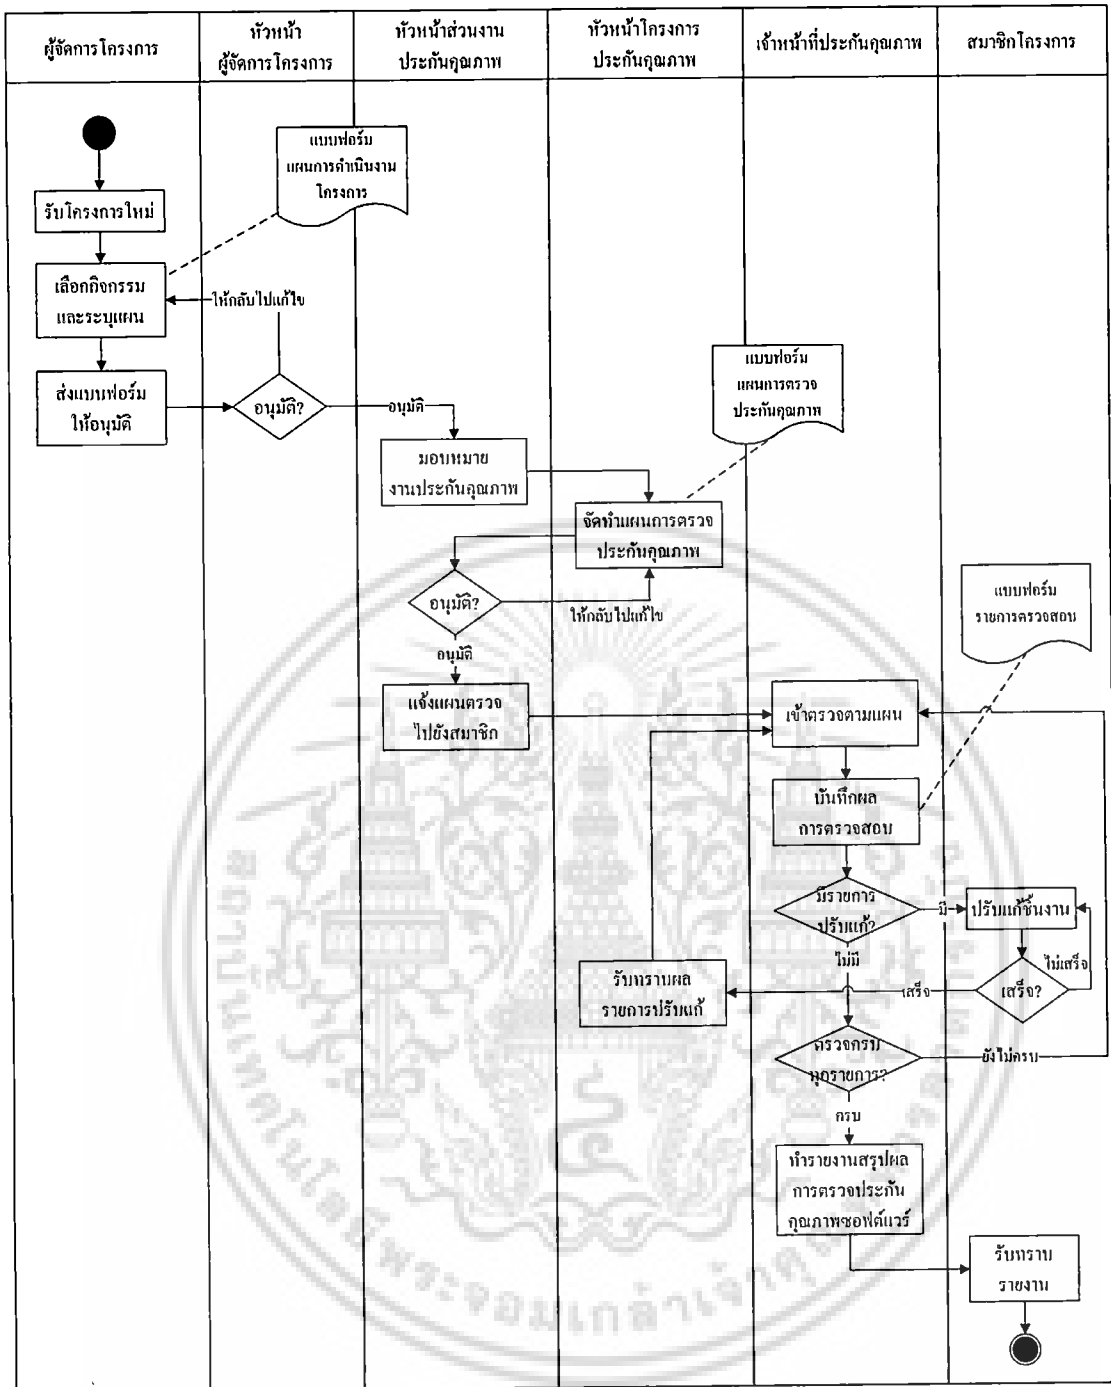 ผู้จัดการโครงการ
หัวหน้า
ผู้จัดการโครงการ
หัวหน้าส่วนงาน
ประกันคุณภาพ
หัวหน้าโครงการ
ประกันคุณภาพ
เจ้าหน้าที่ประกันคุณภาพ
สมาชิกโครงการ
แบบฟอร์ม
แผนการดำเนินงาน
โครงการ
รับโครงการใหม่
เลือกกิจกรรม
และระบุแผน
ให้กลับไปแก้ไข
ส่งแบบฟอร์ม
ให้อนุมัติ
อนุมัติ?
อนุมัติ
แบบฟอร์ม
แผนการตรวจ
ประกันคุณภาพ
มอบหมาย
งานประกันคุณภาพ
จัดทำแผนการตรวจ
ประกันคุณภาพ
อนุมัติ?
ให้กลับไปแก้ไข
อนุมัติ
แบบฟอร์ม
รายการตรวจสอบ
แจ้งแผนตรวจ
ไปยังสมาชิก
เข้าตรวจตามแผน
บันทึกผล
การตรวจสอบ
มีรายการ
ปรับแก้?
มี
ปรับแก้ชิ้นงาน
ไม่มี
ไม่เสร็จ
รับทราบผล
รายการปรับแก้
เสร็จ
เสร็จ?
ตรวจครบ
ทุกรายการ?
ยังไม่ครบ
ครบ
ทำรายงานสรุปผล
การตรวจประกัน
คุณภาพซอฟต์แวร์
รับทราบ
รายงาน